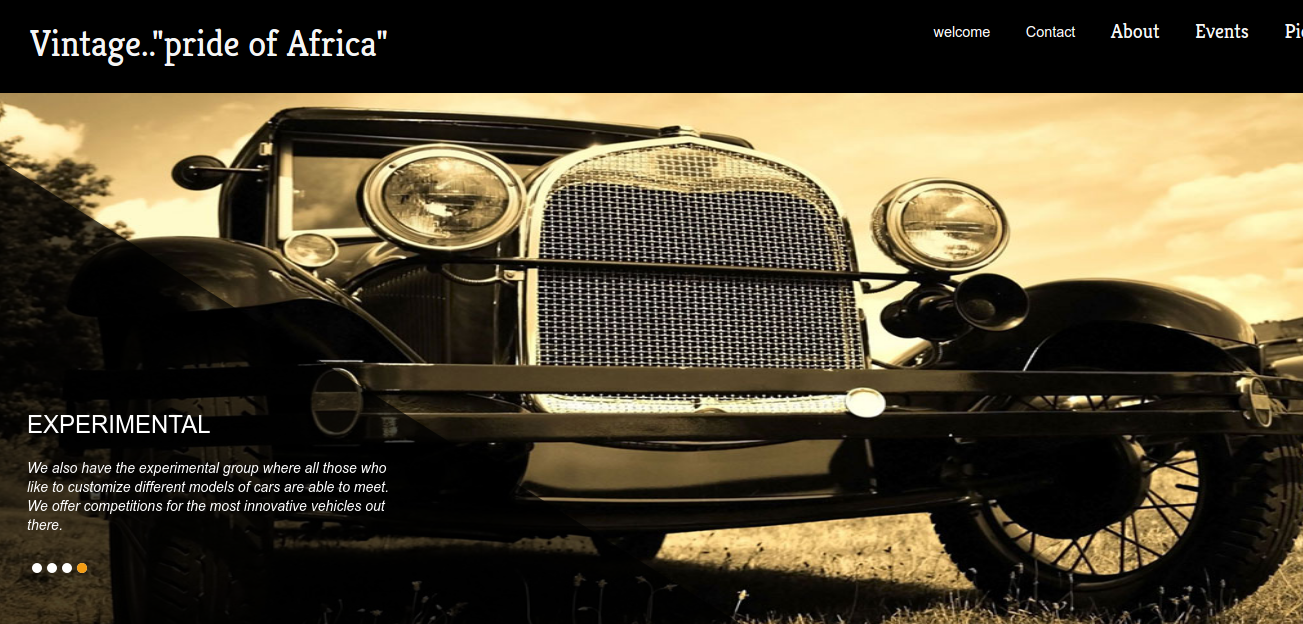 Vintage.."pride of Africa"
welcome Contact About Events Pi
EXPERIMENTAL
We also have the experimental group where all those who
like to customize different models of cars are able to meet.
We offer competitions for the most innovative vehicles out
there.